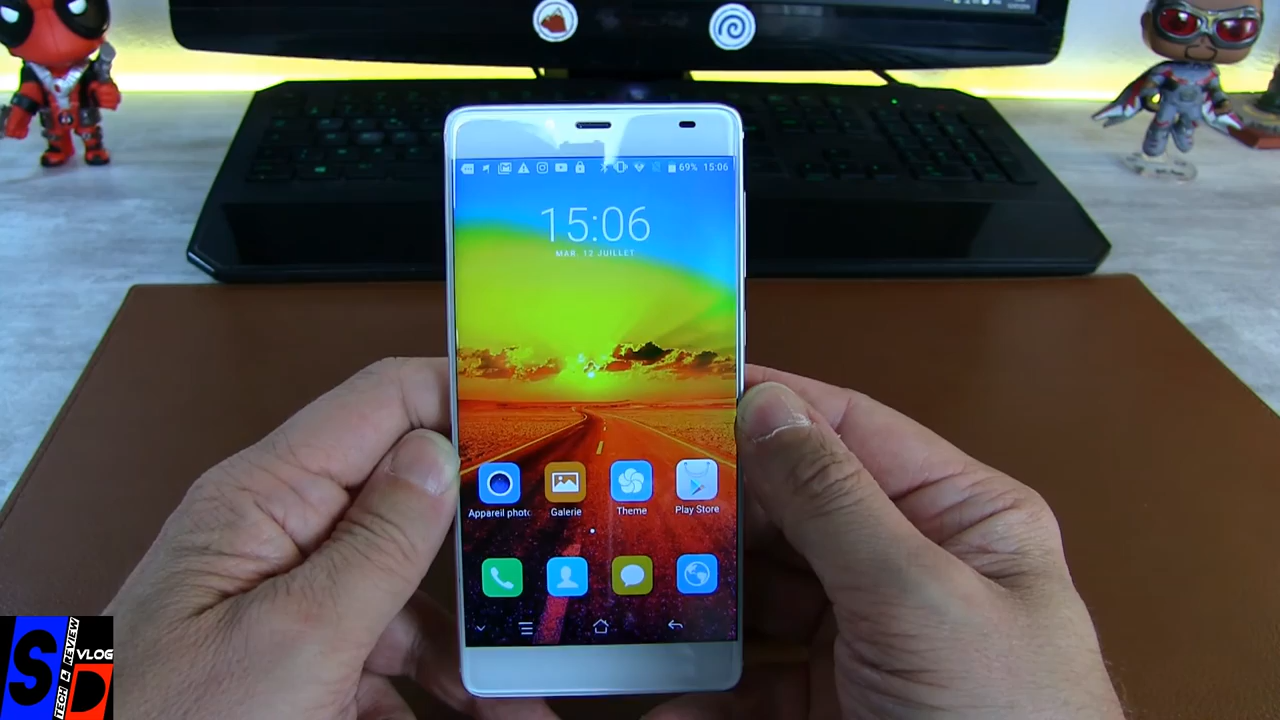 69% 15:06
15:06
MAR. 12 JUILLET
Appareil photo
Galerie
Theme
Play Store
S
TECH & REVIEW
VLOG
D